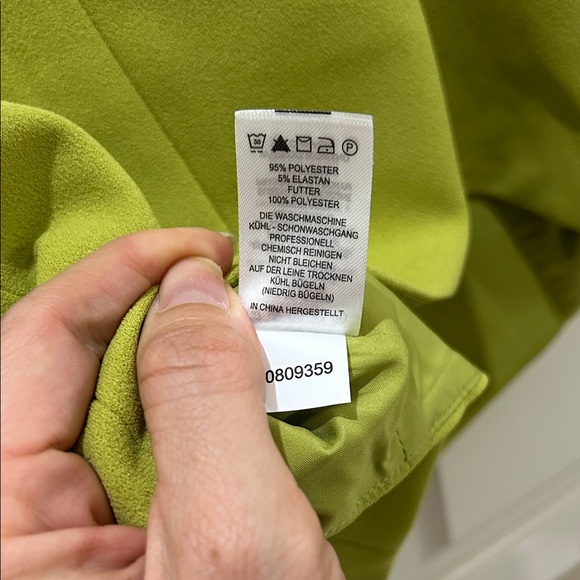 30
P
95% POLYESTER
5% ELASTAN
FUTTER
100% POLYESTER
DIE WASCHMASCHINE
KÜHL - SCHONWASCHGANG
PROFESSIONELL
CHEMISCH REINIGEN
NICHT BLEICHEN
AUF DER LEINE TROCKNEN
KÜHL BÜGELN
(NIEDRIG BÜGELN)
IN CHINA HERGESTELLT
0809359